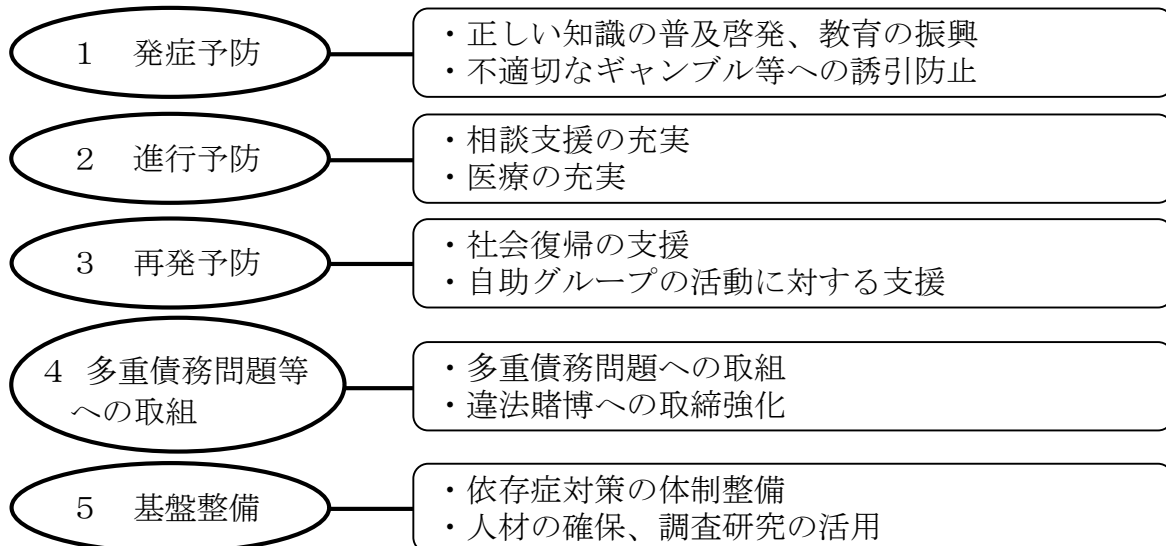 １　発症予防
・正しい知識の普及啓発、教育の振興
・不適切なギャンブル等への誘引防止
２　進行予防
・相談支援の充実
・医療の充実
３　再発予防
・社会復帰の支援
・自助グループの活動に対する支援
４　多重債務問題等
への取組
・多重債務問題への取組
・違法賭博への取締強化
５　基盤整備
・依存症対策の体制整備
・人材の確保、調査研究の活用